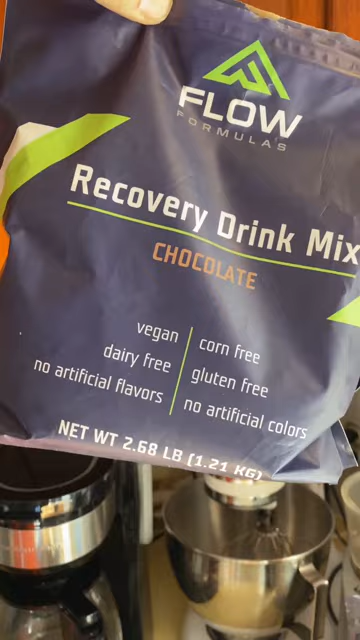 FLOW
FORMULAS
Recovery Drink Mix
CHOCOLATE
vegan
dairy free
no artificial flavors
corn free
gluten free
no artificial colors
NET WT 2.68 LB (1.21 KG)